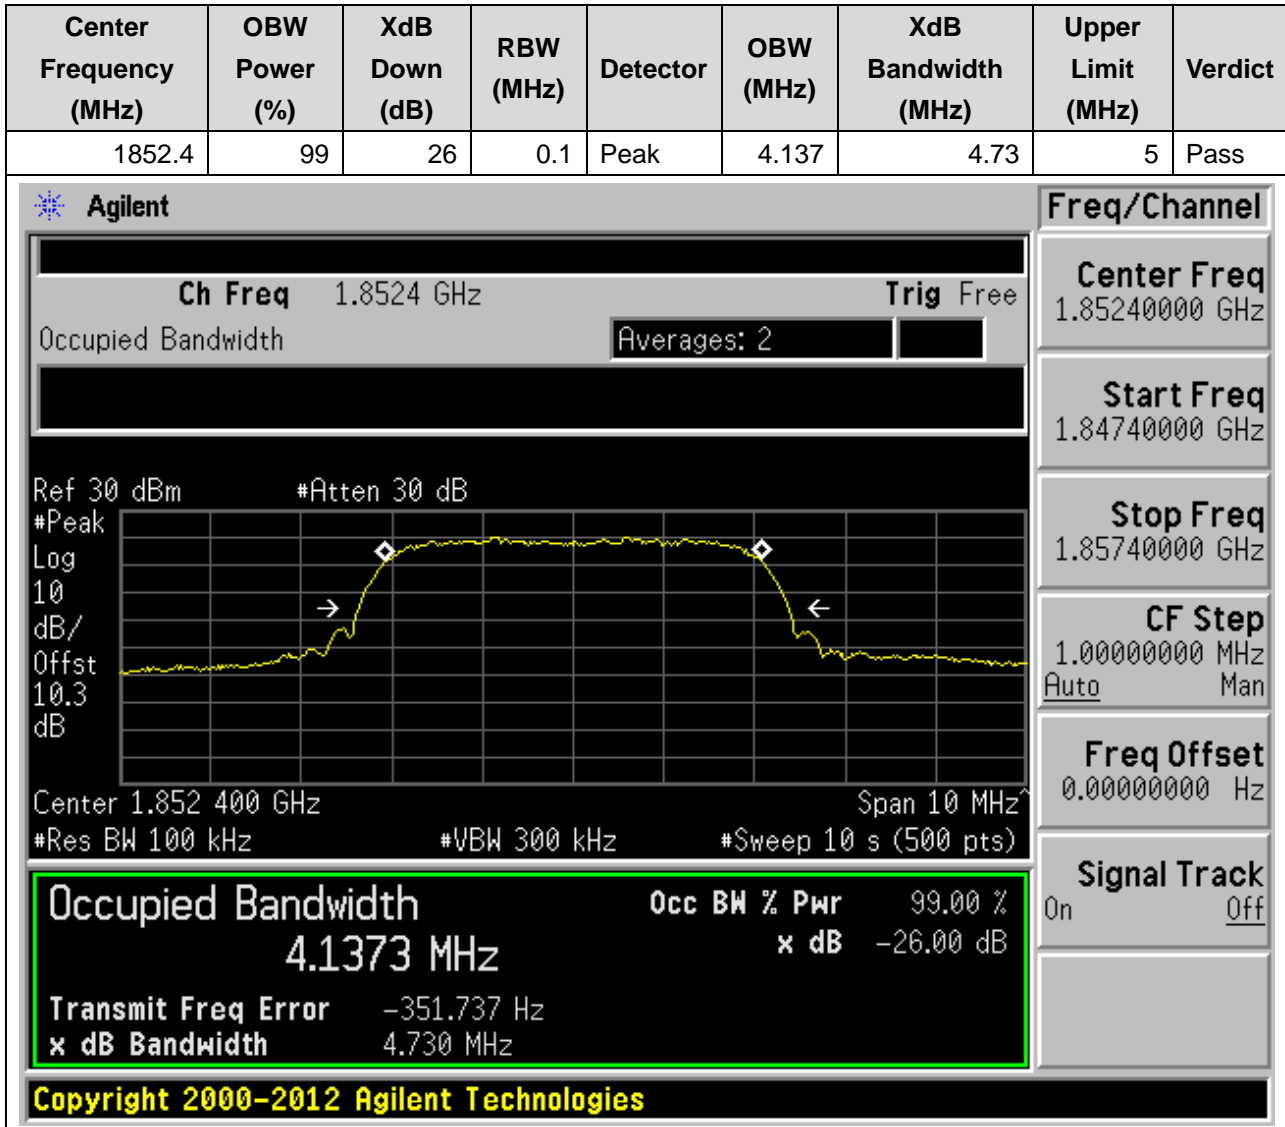 Center Frequency (MHz) OBW Power (%) XdB Down (dB) RBW (MHz) Detector OBW (MHz) XdB Bandwidth (MHz) Upper Limit (MHz) Verdict
1852.4 99 26 0.1 Peak 4.137 4.73 5 Pass
Agilent
Freq/Channel
Ch Freq 1.8524 GHz Trig Free
Occupied Bandwidth Averages: 2
Center Freq
1.85240000 GHz
Start Freq
1.84740000 GHz
Stop Freq
1.85740000 GHz
CF Step
1.00000000 MHz
Auto Man
Freq Offset
0.00000000 Hz
Signal Track
On Off
Ref 30 dBm #Atten 30 dB
#Peak
Log
10
dB/
Offst
10.3
dB
Center 1.852 400 GHz Span 10 MHz^
#Res BW 100 kHz #VBW 300 kHz #Sweep 10 s (500 pts)
Occupied Bandwidth Occ BW % Pwr 99.00 %
4.1373 MHz x dB -26.00 dB
Transmit Freq Error -351.737 Hz
x dB Bandwidth 4.730 MHz
Copyright 2000-2012 Agilent Technologies